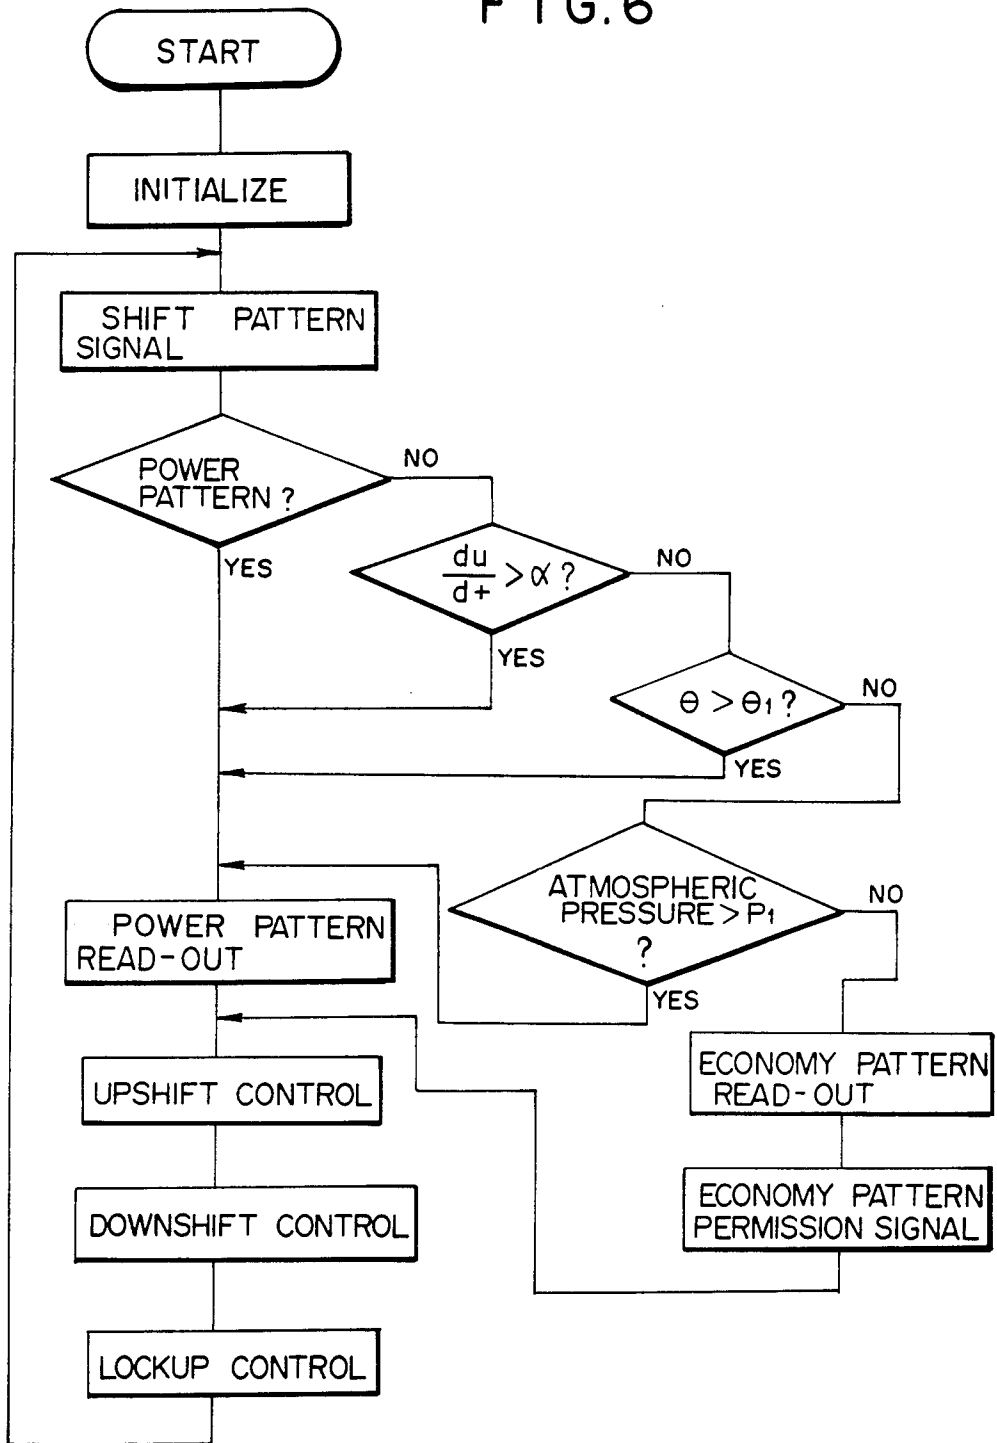 FIG.6
START
INITIALIZE
SHIFT PATTERN
SIGNAL
POWER
PATTERN?
NO
YES
du
d+ > α ?
NO
YES
θ > θ1 ?
NO
YES
ATMOSPHERIC
PRESSURE > P1
?
NO
YES
POWER PATTERN
READ-OUT
ECONOMY PATTERN
READ-OUT
UPSHIFT CONTROL
ECONOMY PATTERN
PERMISSION SIGNAL
DOWNSHIFT CONTROL
LOCKUP CONTROL